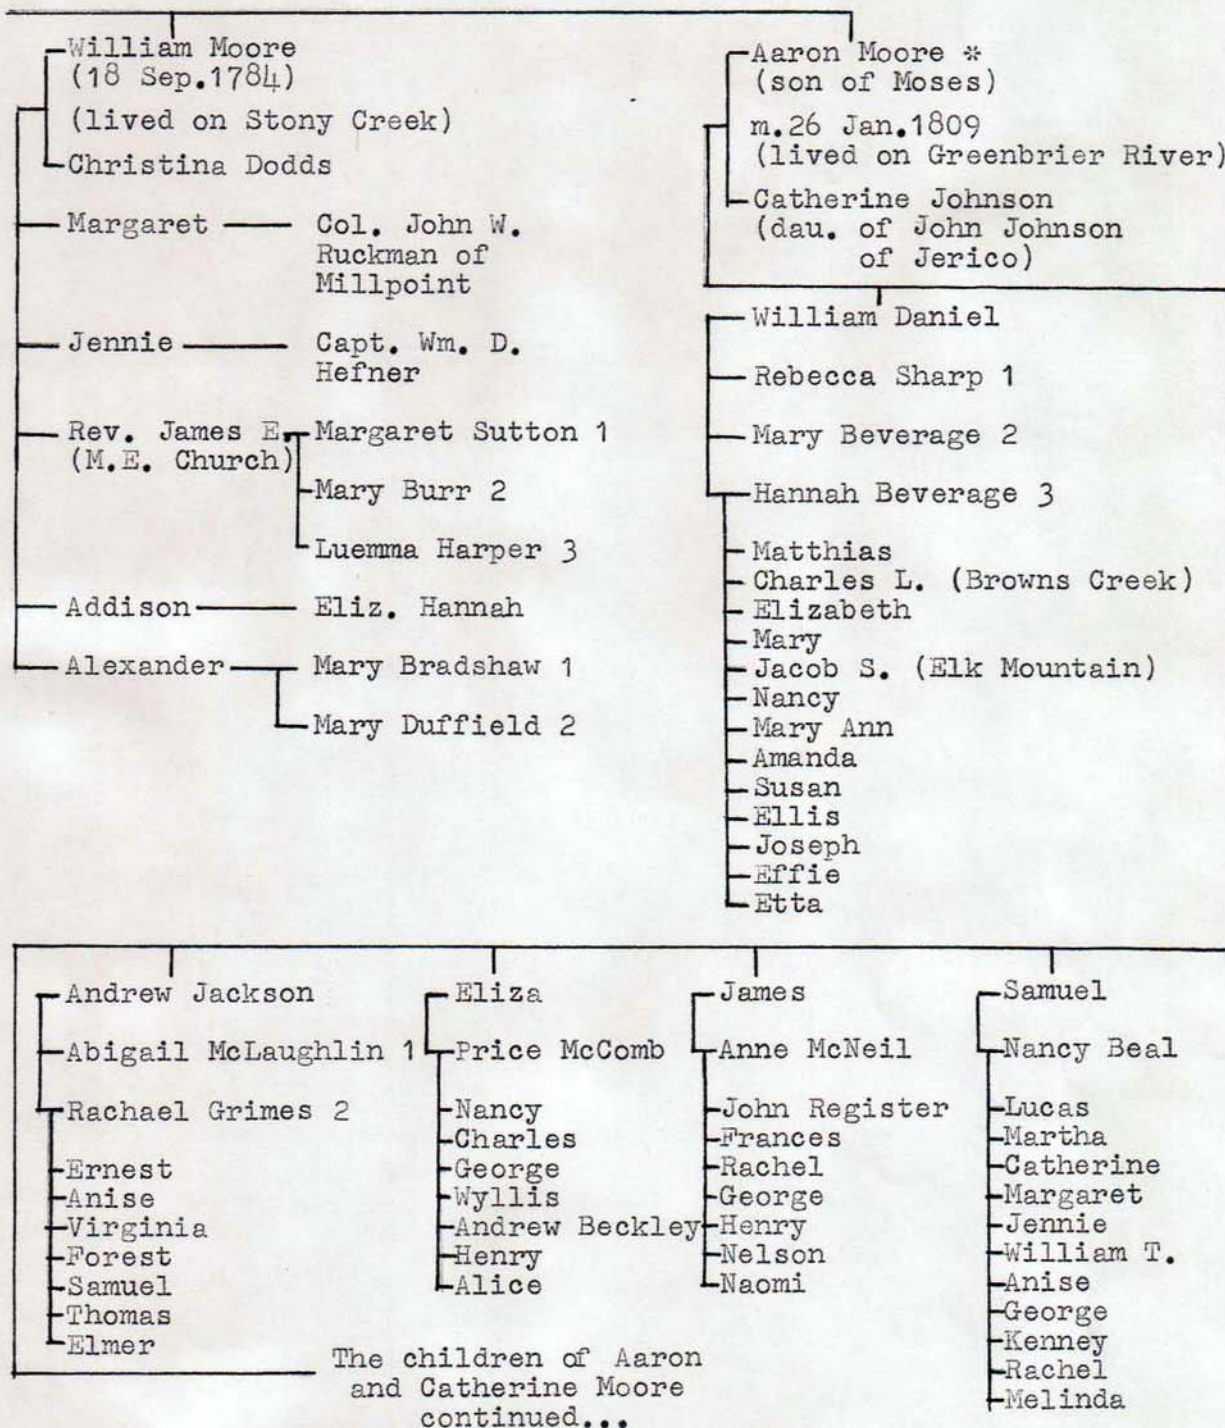 William Moore
(18 Sep.1784)
(lived on Stony Creek)
Christina Dodds
Margaret
Col. John W.
Ruckman of
Millpoint
Jennie
Capt. Wm. D.
Hefner
Rev. James E.
(M.E. Church)
Margaret Sutton 1
Mary Burr 2
Luemma Harper 3
Addison
Eliz. Hannah
Alexander
Mary Bradshaw 1
Mary Duffield 2
Aaron Moore *
(son of Moses)
m.26 Jan.1809
(lived on Greenbrier River)
Catherine Johnson
(dau. of John Johnson
of Jerico)
William Daniel
Rebecca Sharp 1
Mary Beverage 2
Hannah Beverage 3
Matthias
Charles L. (Browns Creek)
Elizabeth
Mary
Jacob S. (Elk Mountain)
Nancy
Mary Ann
Amanda
Susan
Ellis
Joseph
Effie
Etta
Andrew Jackson
Abigail McLaughlin 1
Rachael Grimes 2
Ernest
Anise
Virginia
Forest
Samuel
Thomas
Elmer
Eliza
Price McComb
Nancy
Charles
George
Wyllis
Andrew Beckley
Henry
Alice
James
Anne McNeil
John Register
Frances
Rachel
George
Henry
Nelson
Naomi
Samuel
Nancy Beal
Lucas
Martha
Catherine
Margaret
Jennie
William T.
Anise
George
Kenney
Rachel
Melinda
The children of Aaron
and Catherine Moore
continued...